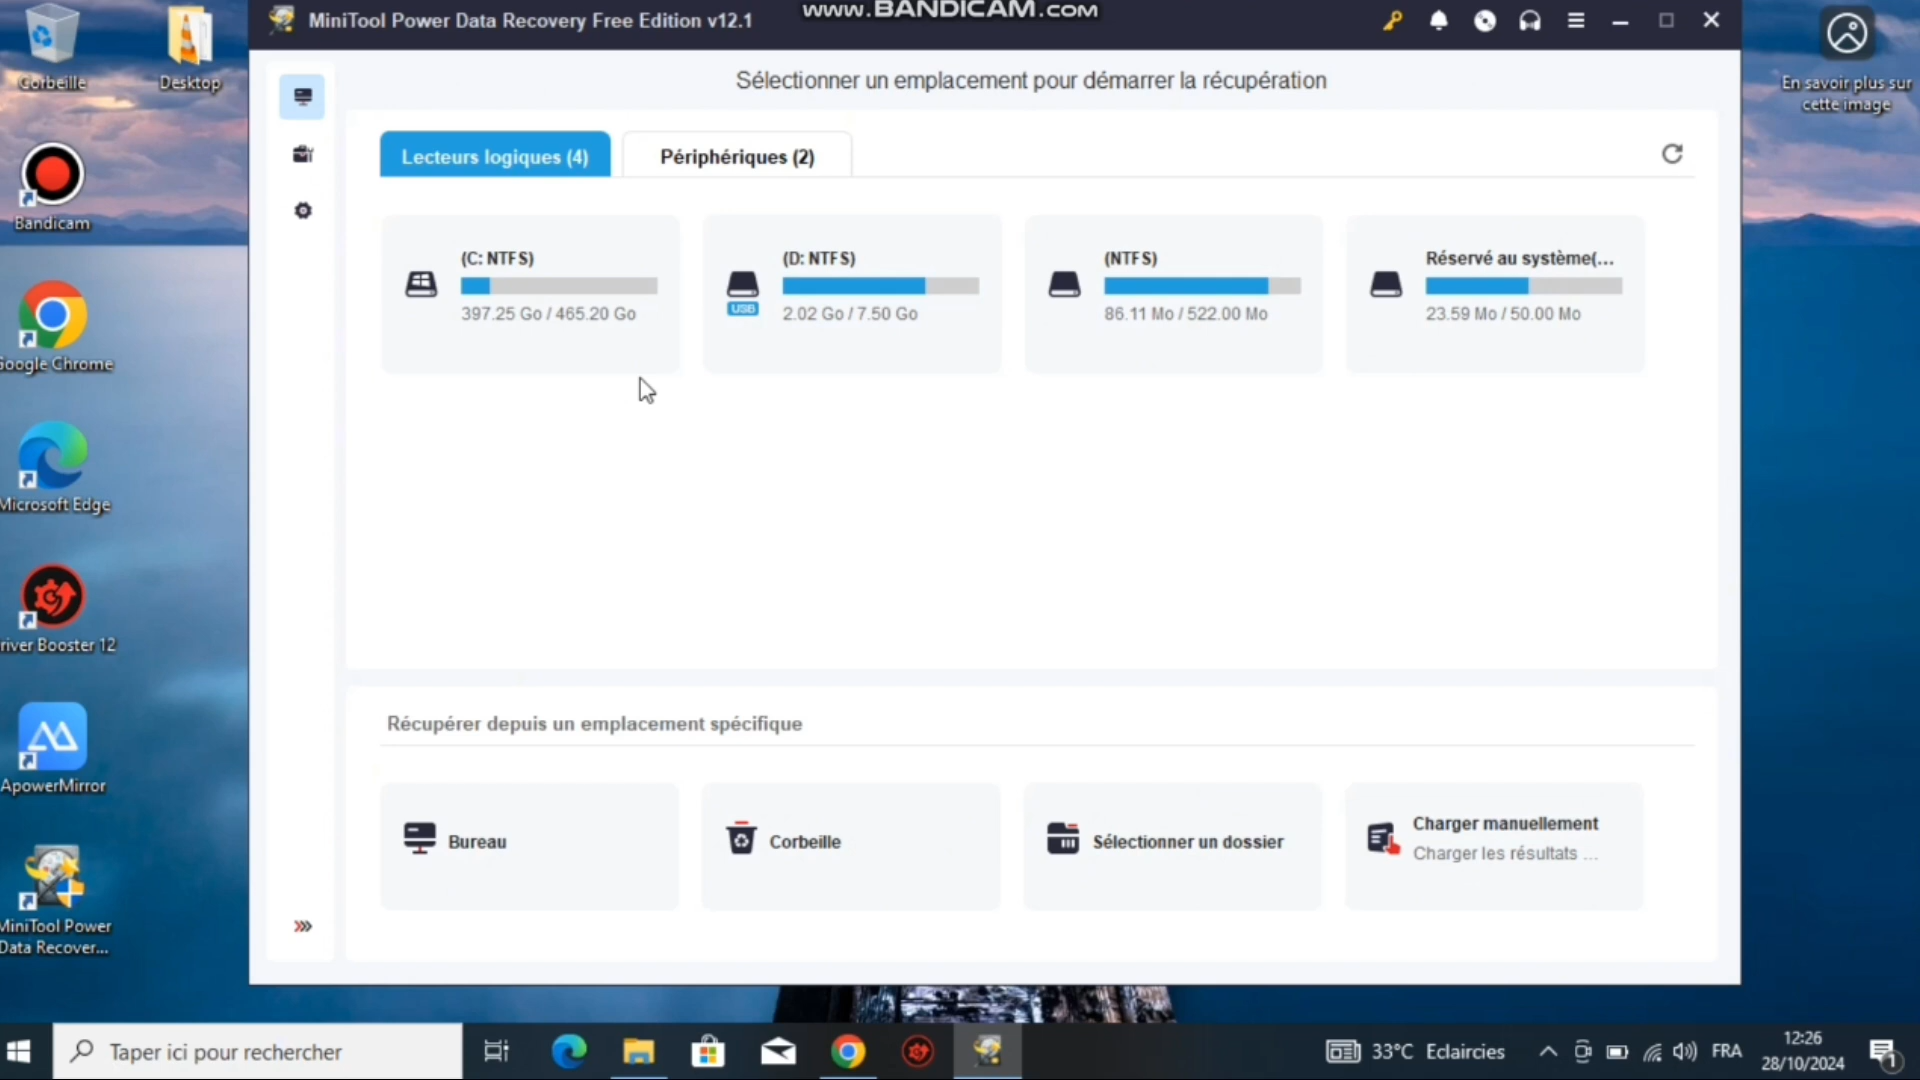 MiniTool Power Data Recovery Free Edition v12.1
www.BANDICAM.com
Sélectionner un emplacement pour démarrer la récupération
Lecteurs logiques (4)
Périphériques (2)
(C: NTFS)
397.25 Go / 465.20 Go
(D: NTFS)
USB
2.02 Go / 7.50 Go
(NTFS)
86.11 Mo / 522.00 Mo
Réservé au système(...
23.59 Mo / 50.00 Mo
Récupérer depuis un emplacement spécifique
Bureau
Corbeille
Sélectionner un dossier
Charger manuellement
Charger les résultats ...
Corbeille
Desktop
Bandicam
Google Chrome
Microsoft Edge
river Booster 12
ApowerMirror
MiniTool Power
Data Recover...
En savoir plus sur
cette image
Taper ici pour rechercher
33°C Eclaircies
FRA
12:26
28/10/2024
1